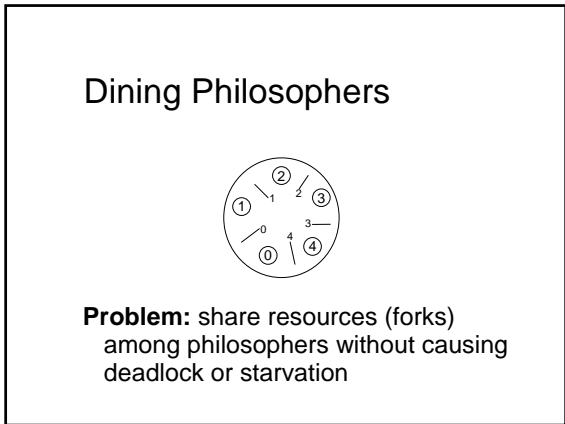 Dining Philosophers
2
1
2
3
1
3
0
4
0
4
Problem: share resources (forks)
among philosophers without causing
deadlock or starvation